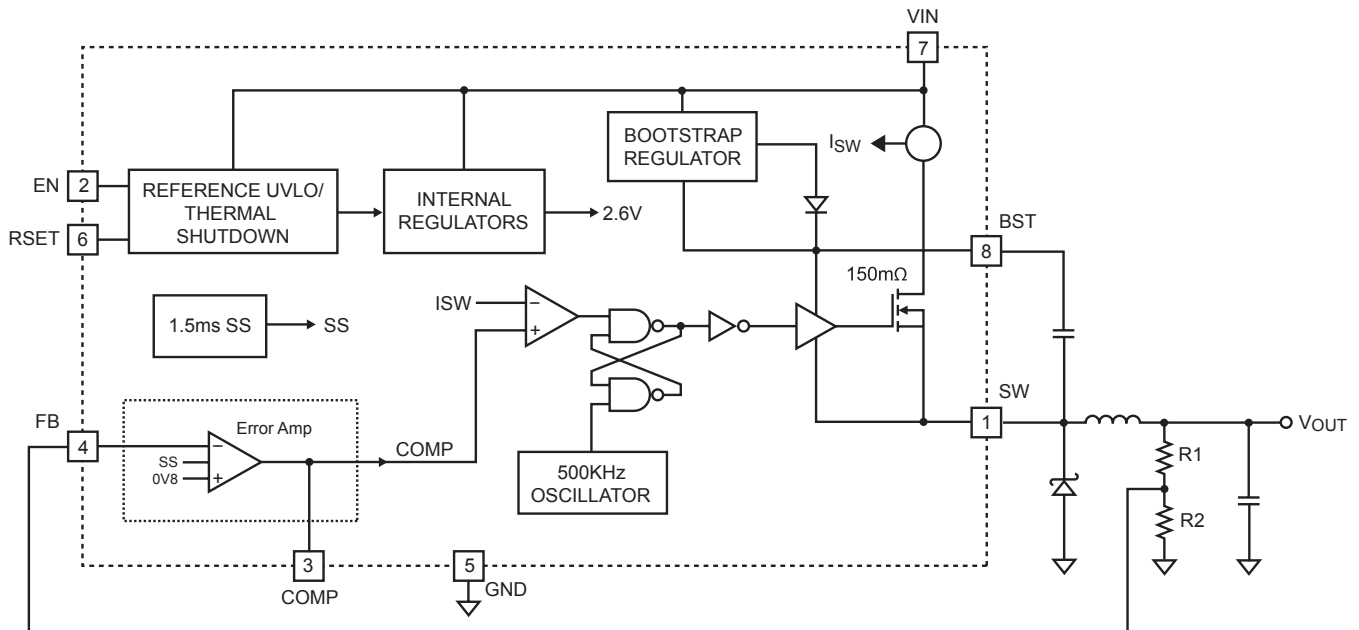 VIN
7
BOOTSTRAP
REGULATOR
ISW
EN
2
REFERENCE UVLO/
THERMAL
SHUTDOWN
INTERNAL
REGULATORS
2.6V
RSET
6
BST
8
150mΩ
1.5ms SS
SS
ISW
−
+
SW
1
VOUT
FB
4
Error Amp
−
SS
0V8
+
COMP
500KHz
OSCILLATOR
R1
R2
3
COMP
5
GND